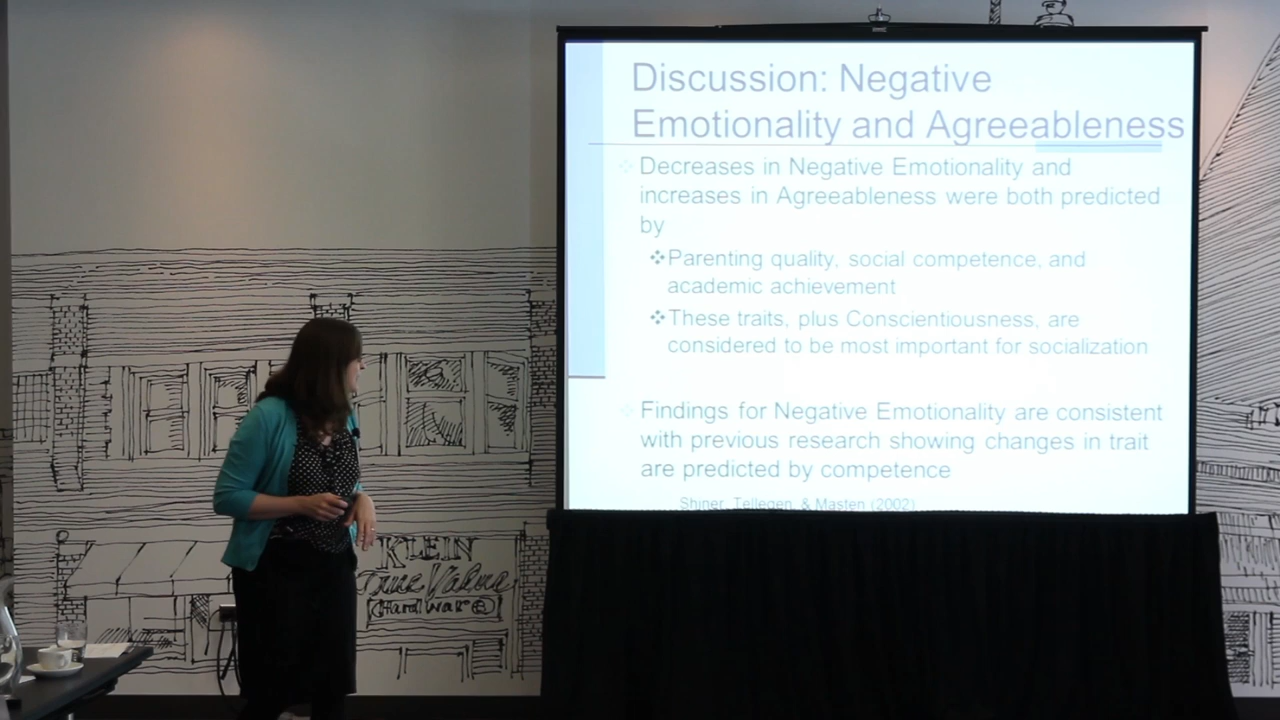 Discussion: Negative
Emotionality and Agreeableness
Decreases in Negative Emotionality and
increases in Agreeableness were both predicted
by
Parenting quality, social competence, and
academic achievement
These traits, plus Conscientiousness, are
considered to be most important for socialization
Findings for Negative Emotionality are consistent
with previous research showing changes in trait
are predicted by competence
Shiner, Tellegen, & Masten (2002)
KLEIN
True Value
Hardware